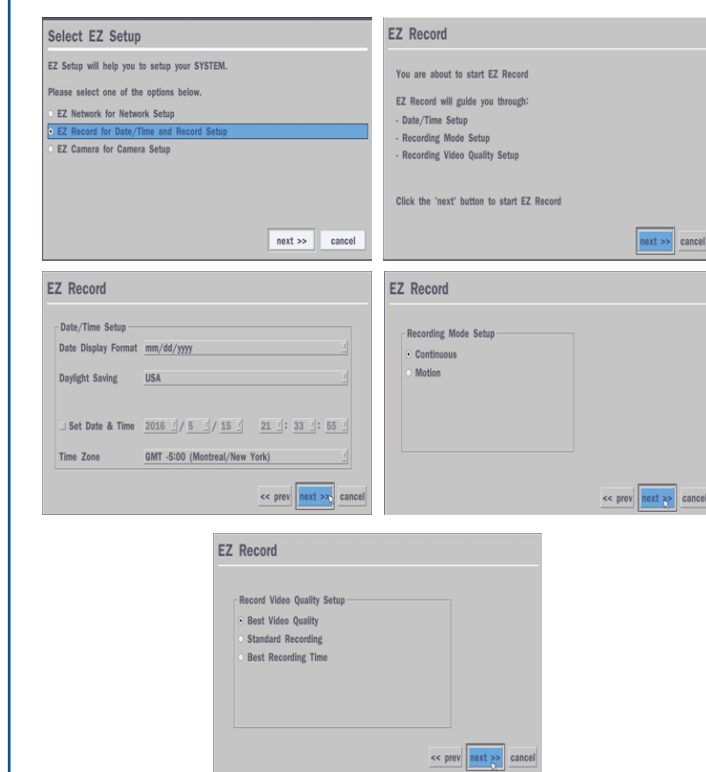 Select EZ Setup
EZ Setup will help you to setup your SYSTEM.
Please select one of the options below.
EZ Network for Network Setup
EZ Record for Date/Time and Record Setup
EZ Camera for Camera Setup
next >> cancel
EZ Record
You are about to start EZ Record
EZ Record will guide you through:
- Date/Time Setup
- Recording Mode Setup
- Recording Video Quality Setup
Click the 'next' button to start EZ Record
next >> cancel
EZ Record
Date/Time Setup
Date Display Format mm/dd/yyyy
Daylight Saving USA
Set Date & Time 2016 / 5 / 15 21 : 33 : 55
Time Zone GMT -5:00 (Montreal/New York)
<< prev next >> cancel
EZ Record
Recording Mode Setup
Continuous
Motion
<< prev next >> cancel
EZ Record
Record Video Quality Setup
Best Video Quality
Standard Recording
Best Recording Time
<< prev next >> cancel